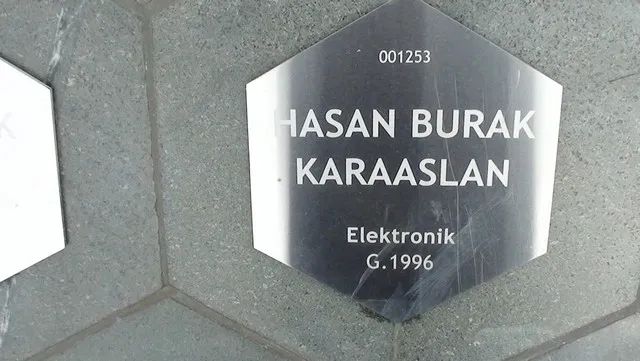 001253
HASAN BURAK
KARAASLAN
Elektronik
G.1996